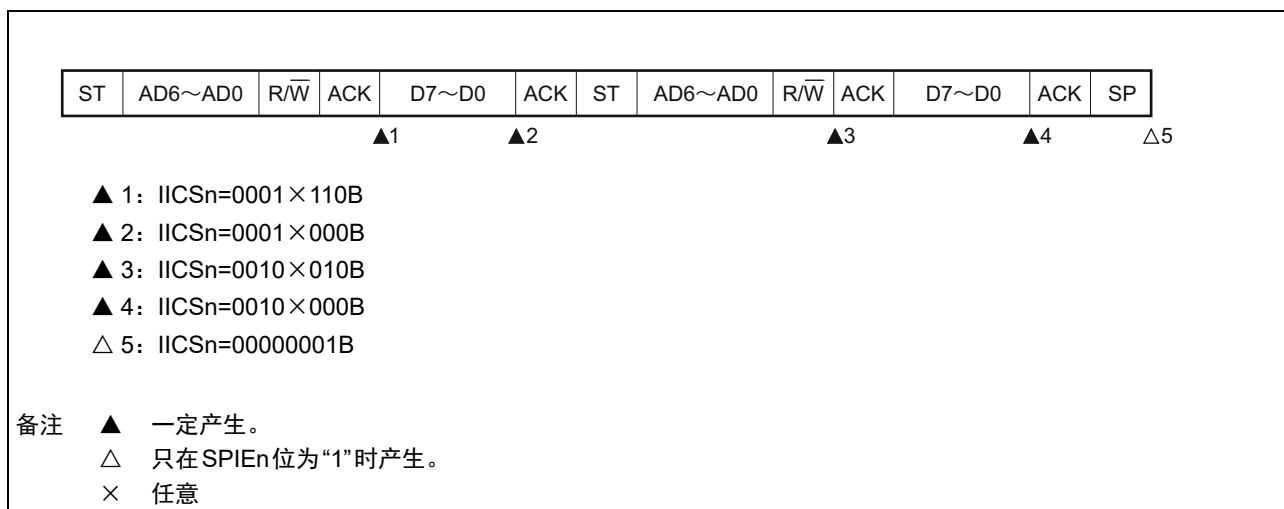 ST AD6～AD0 R/W̅ ACK D7～D0 ACK ST AD6～AD0 R/W̅ ACK D7～D0 ACK SP
▲1 ▲2 ▲3 ▲4 △5
▲ 1：IICSn=0001×110B
▲ 2：IICSn=0001×000B
▲ 3：IICSn=0010×010B
▲ 4：IICSn=0010×000B
△ 5：IICSn=00000001B
备注 ▲ 一定产生。
△ 只在SPIEn位为“1”时产生。
× 任意